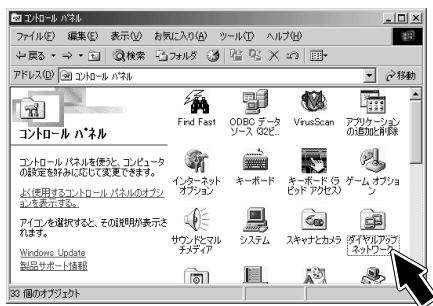 コントロール パネル
ファイル(F) 編集(E) 表示(V) お気に入り(A) ツール(T) ヘルプ(H)
戻る 検索 フォルダ
アドレス(D) コントロール パネル 移動
コントロール パネル
コントロール パネルを使うと、コンピュータ
の設定を好みに応じて変更できます。
よく使用するコントロール パネルのオプシ
ョンを表示する。
アイコンを選択すると、その説明が表示さ
れます。
Windows Update
製品サポート情報
Find Fast
ODBC データ
ソース (32ビ...
VirusScan
アプリケーション
の追加と削除
インターネット
オプション
キーボード
キーボード (ラ
ピッド アクセス)
ゲーム オプショ
ン
サウンドとマル
チメディア
システム
スキャナとカメラ
ダイヤルアップ
ネットワーク
33 個のオブジェクト